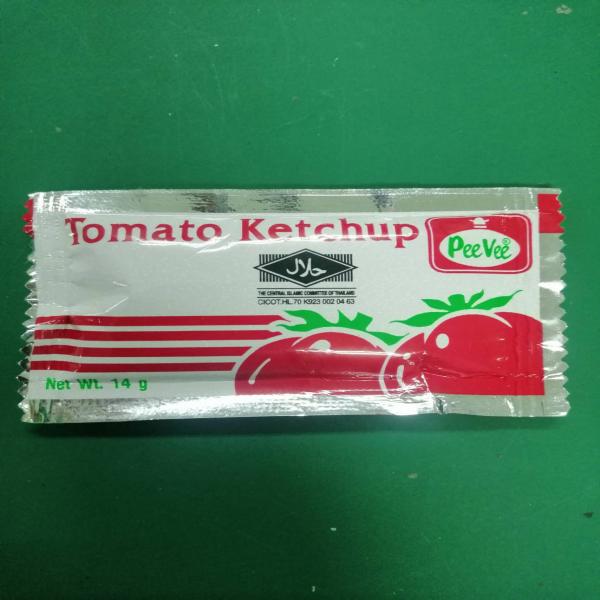 Tomato Ketchup
PeeVee®
حلال
THE CENTRAL ISLAMIC COMMITTEE OF THAILAND
CICOT.HL.70 K923 002 04 63
Net Wt. 14 g